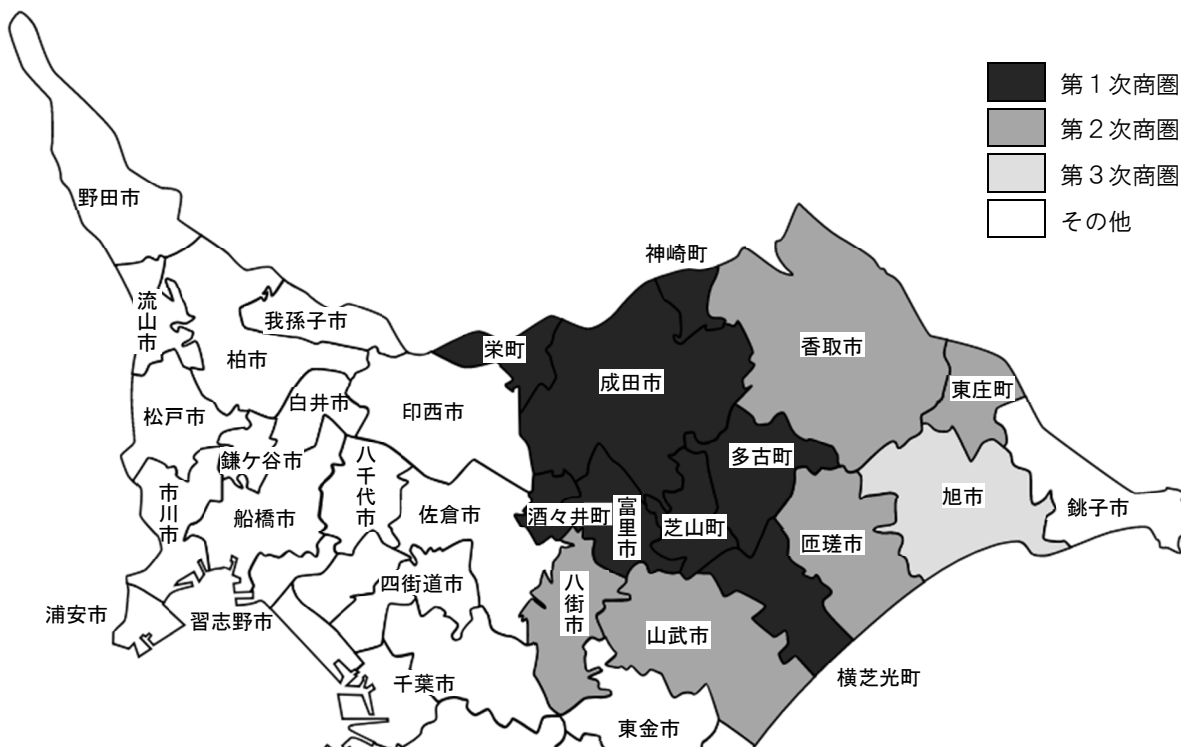 第1次商圏
第2次商圏
第3次商圏
その他
野田市
神崎町
流山市
我孫子市
栄町
香取市
柏市
成田市
東庄町
白井市
印西市
松戸市
鎌ケ谷市
八千代市
多古町
市川市
船橋市
佐倉市
酒々井町
富里市
芝山町
旭市
銚子市
匝瑳市
四街道市
八街市
浦安市
習志野市
山武市
千葉市
横芝光町
東金市